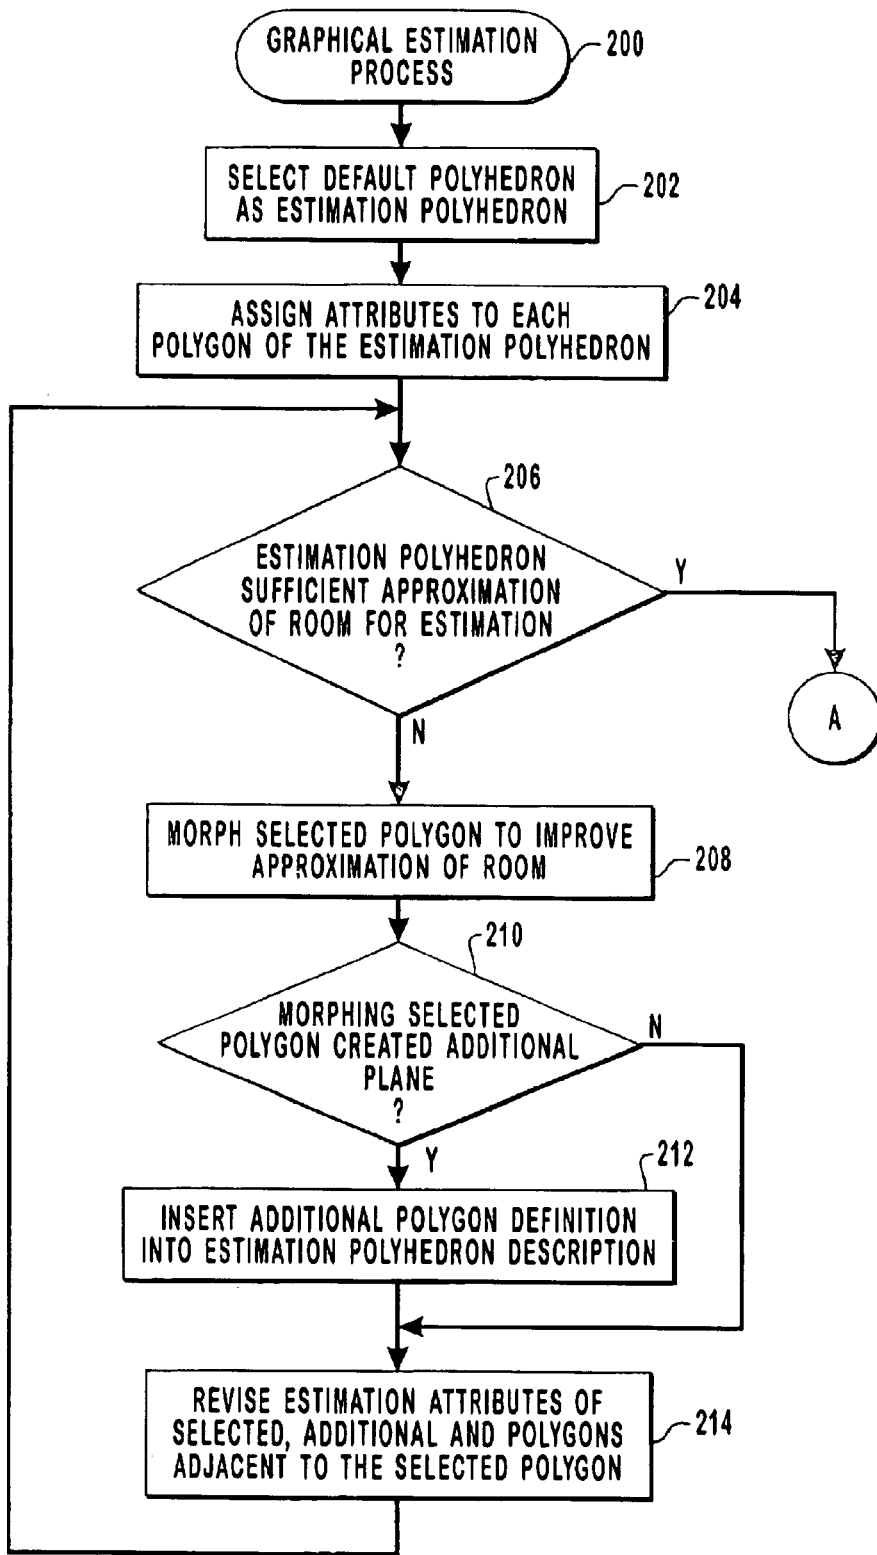 GRAPHICAL ESTIMATION
PROCESS
200
SELECT DEFAULT POLYHEDRON
AS ESTIMATION POLYHEDRON
202
ASSIGN ATTRIBUTES TO EACH
POLYGON OF THE ESTIMATION POLYHEDRON
204
206
ESTIMATION POLYHEDRON
SUFFICIENT APPROXIMATION
OF ROOM FOR ESTIMATION
?
Y
A
N
MORPH SELECTED POLYGON TO IMPROVE
APPROXIMATION OF ROOM
208
210
MORPHING SELECTED
POLYGON CREATED ADDITIONAL
PLANE
?
N
Y
212
INSERT ADDITIONAL POLYGON DEFINITION
INTO ESTIMATION POLYHEDRON DESCRIPTION
REVISE ESTIMATION ATTRIBUTES OF
SELECTED, ADDITIONAL AND POLYGONS
ADJACENT TO THE SELECTED POLYGON
214